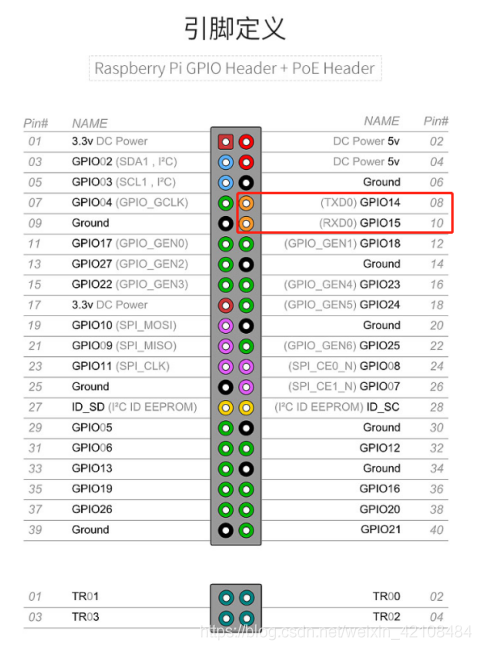 引脚定义
Raspberry Pi GPIO Header + PoE Header
Pin# NAME NAME Pin#
01 3.3v DC Power DC Power 5v 02
03 GPIO02 (SDA1 , I²C) DC Power 5v 04
05 GPIO03 (SCL1 , I²C) Ground 06
07 GPIO04 (GPIO_GCLK) (TXD0) GPIO14 08
09 Ground (RXD0) GPIO15 10
11 GPIO17 (GPIO_GEN0) (GPIO_GEN1) GPIO18 12
13 GPIO27 (GPIO_GEN2) Ground 14
15 GPIO22 (GPIO_GEN3) (GPIO_GEN4) GPIO23 16
17 3.3v DC Power (GPIO_GEN5) GPIO24 18
19 GPIO10 (SPI_MOSI) Ground 20
21 GPIO09 (SPI_MISO) (GPIO_GEN6) GPIO25 22
23 GPIO11 (SPI_CLK) (SPI_CE0_N) GPIO08 24
25 Ground (SPI_CE1_N) GPIO07 26
27 ID_SD (I²C ID EEPROM) (I²C ID EEPROM) ID_SC 28
29 GPIO05 Ground 30
31 GPIO06 GPIO12 32
33 GPIO13 Ground 34
35 GPIO19 GPIO16 36
37 GPIO26 GPIO20 38
39 Ground GPIO21 40
01 TR01 TR00 02
03 TR03 TR02 04
https://blog.csdn.net/weixin_42108484